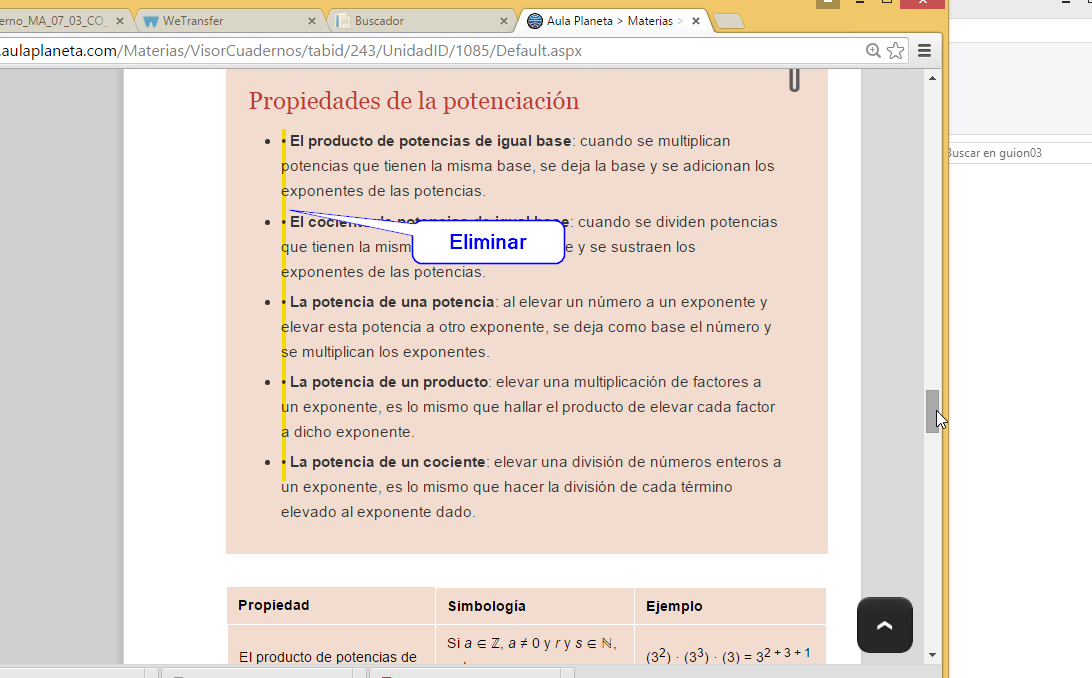 erno_MA_07_03_CO_ × WeTransfer × Buscador × Aula Planeta > Materias > ×
.aulaplaneta.com/Materias/VisorCuadernos/tabid/243/UnidadID/1085/Default.aspx
Buscar en guion03
Propiedades de la potenciación
• • El producto de potencias de igual base: cuando se multiplican
potencias que tienen la misma base, se deja la base y se adicionan los
exponentes de las potencias.
• • El cociente de potencias de igual base: cuando se dividen potencias
que tienen la mism e y se sustraen los
Eliminar
exponentes de las potencias.
• • La potencia de una potencia: al elevar un número a un exponente y
elevar esta potencia a otro exponente, se deja como base el número y
se multiplican los exponentes.
• • La potencia de un producto: elevar una multiplicación de factores a
un exponente, es lo mismo que hallar el producto de elevar cada factor
a dicho exponente.
• • La potencia de un cociente: elevar una división de números enteros a
un exponente, es lo mismo que hacer la división de cada término
elevado al exponente dado.
Propiedad Simbología Ejemplo
Si a ∈ ℤ, a ≠ 0 y r y s ∈ ℕ,
El producto de potencias de (3²) · (3³) · (3) = 3²⁺³⁺¹